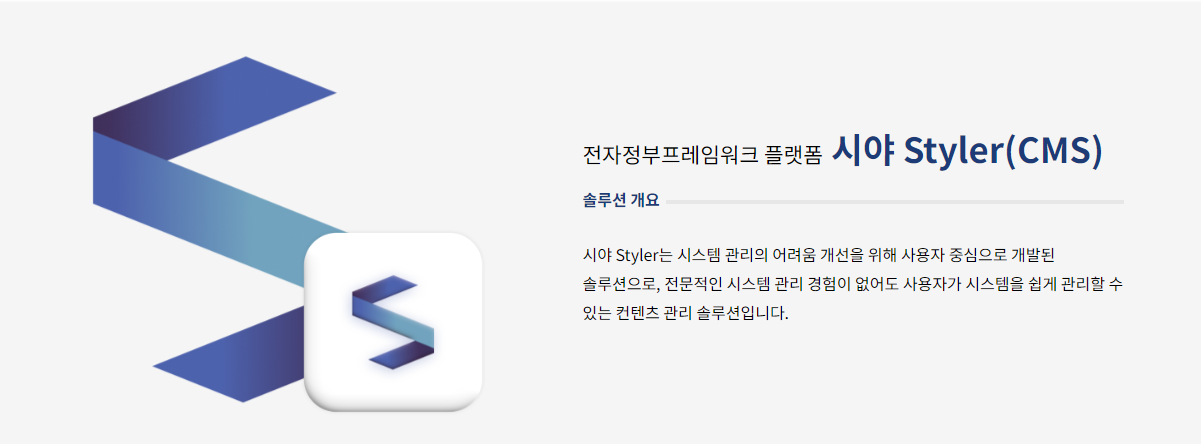 전자정부프레임워크 플랫폼 시야 Styler(CMS)
솔루션 개요
시야 Styler는 시스템 관리의 어려움 개선을 위해 사용자 중심으로 개발된
솔루션으로, 전문적인 시스템 관리 경험이 없어도 사용자가 시스템을 쉽게 관리할 수
있는 컨텐츠 관리 솔루션입니다.